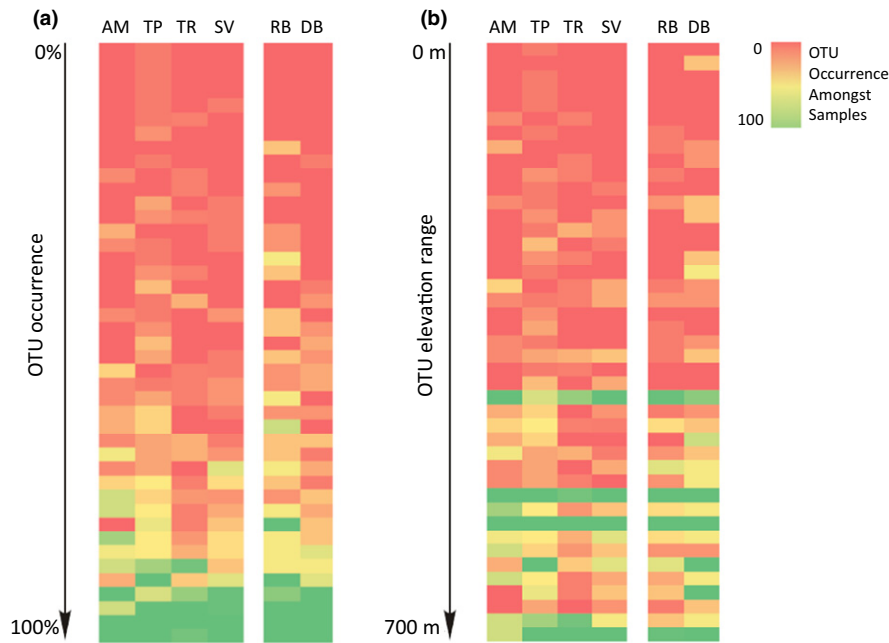 (a)
AM TP TR SV RB DB
0%
OTU occurrence
100%
(b)
AM TP TR SV RB DB
0 m
OTU elevation range
700 m
0
100
OTU
Occurrence
Amongst
Samples